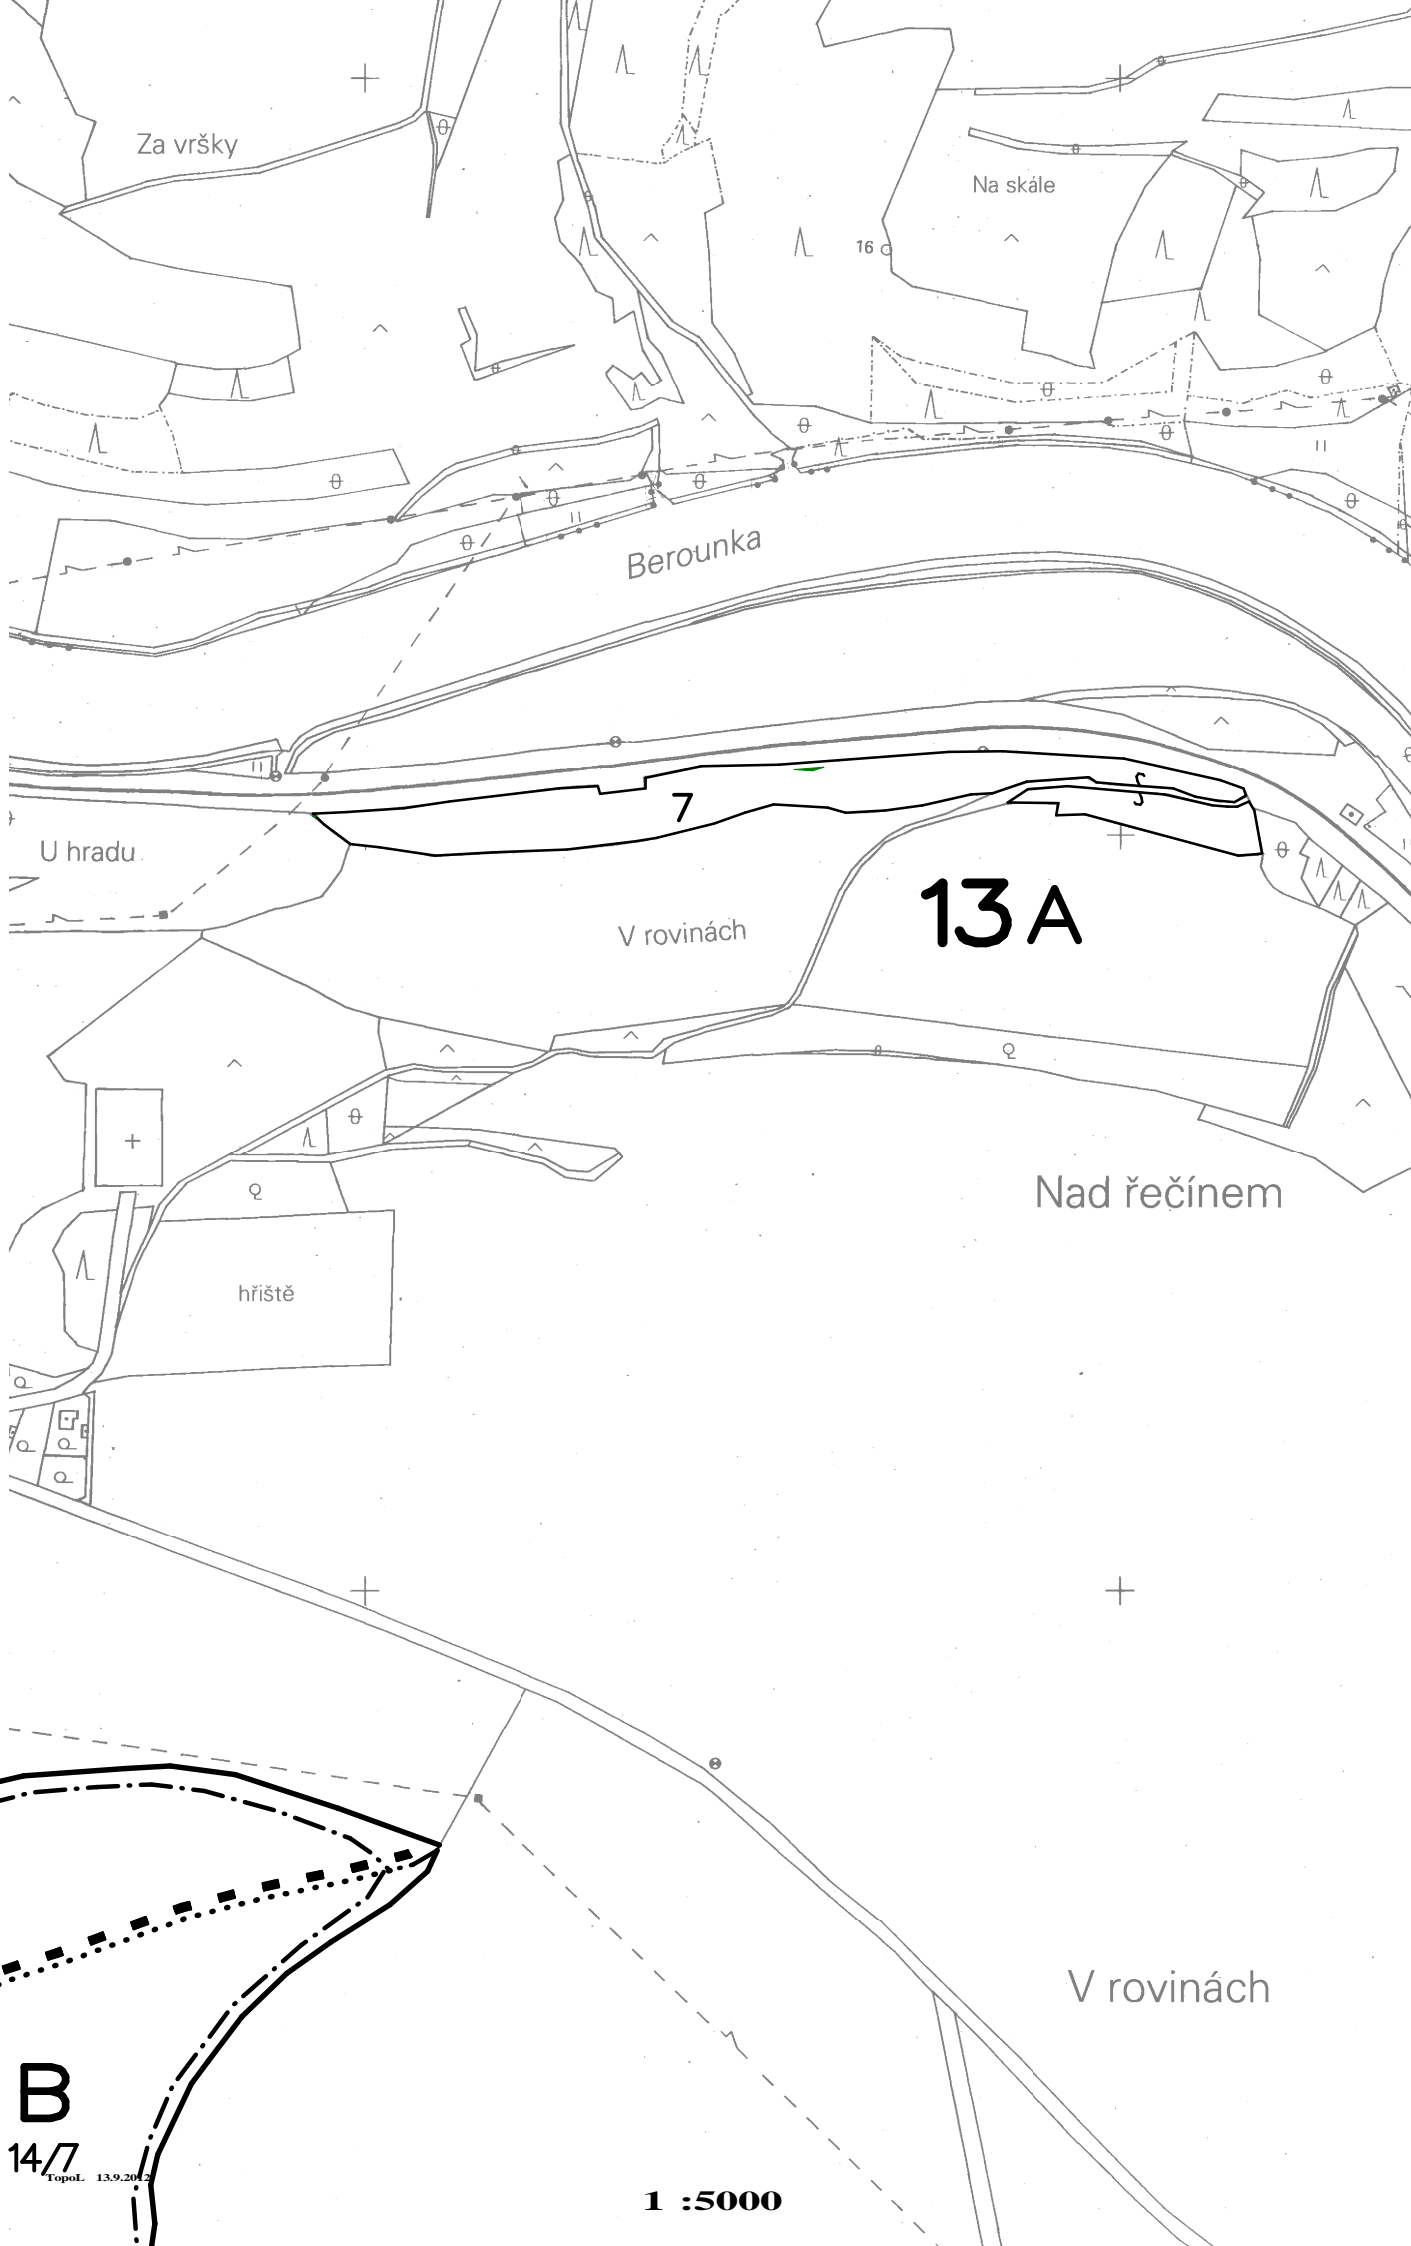 Za vršky
Na skále
16
Berounka
7
U hradu
13 A
V rovinách
Nad řečínem
hřiště
V rovinách
B
14/7
TopoL 13.9.2012
1 :5000